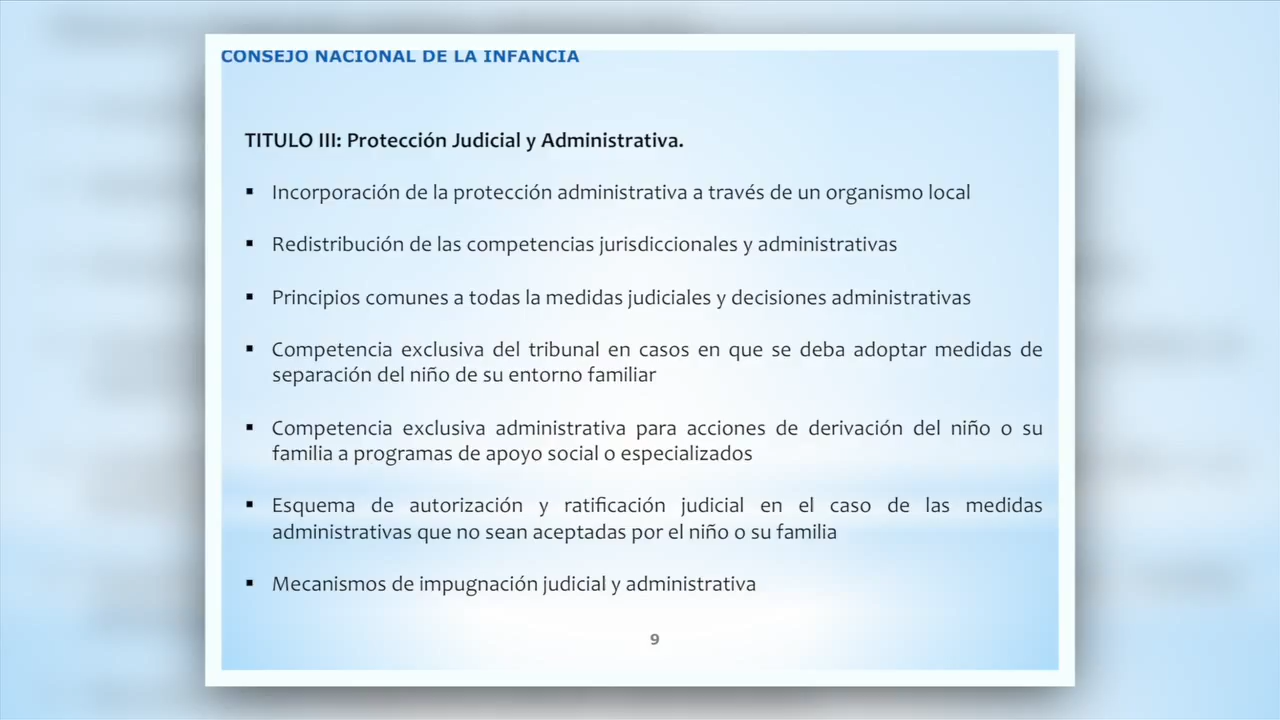 CONSEJO NACIONAL DE LA INFANCIA
TITULO III: Protección Judicial y Administrativa.
▪ Incorporación de la protección administrativa a través de un organismo local
▪ Redistribución de las competencias jurisdiccionales y administrativas
▪ Principios comunes a todas la medidas judiciales y decisiones administrativas
▪ Competencia exclusiva del tribunal en casos en que se deba adoptar medidas de
separación del niño de su entorno familiar
▪ Competencia exclusiva administrativa para acciones de derivación del niño o su
familia a programas de apoyo social o especializados
▪ Esquema de autorización y ratificación judicial en el caso de las medidas
administrativas que no sean aceptadas por el niño o su familia
▪ Mecanismos de impugnación judicial y administrativa
9